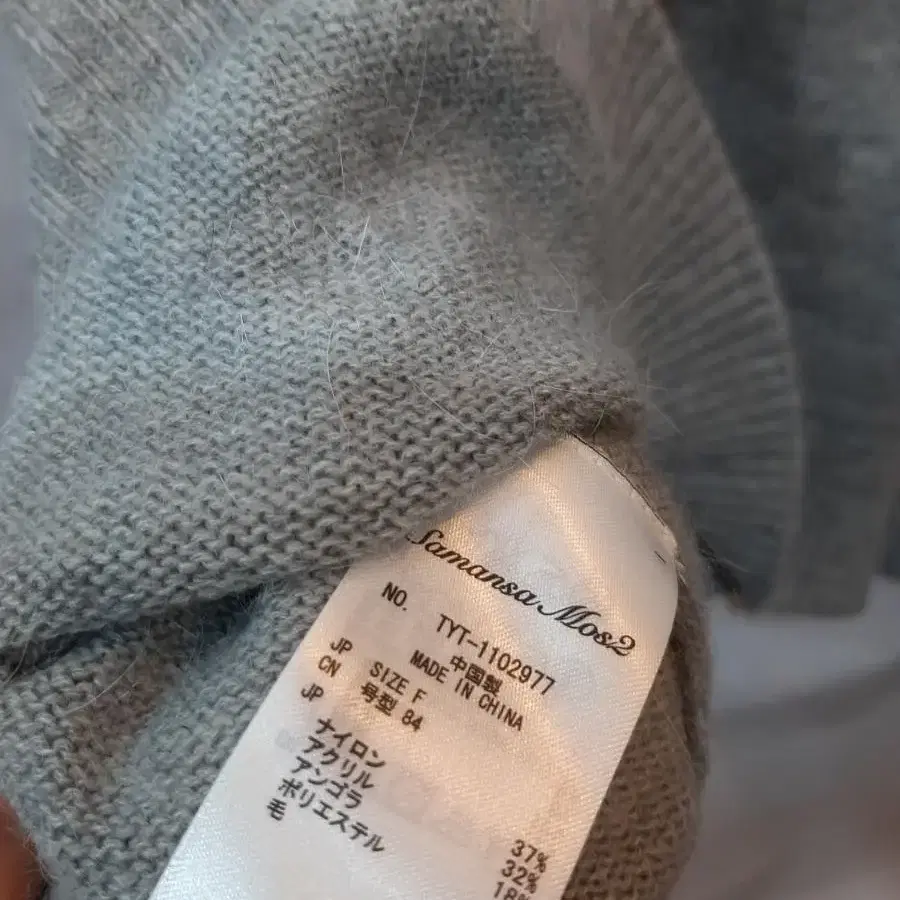 Samansa Mos2
NO. TYT-1102977
中国製
MADE IN CHINA
JP SIZE F
CN 号型 84
JP
ナイロン 37%
アクリル 32%
アンゴラ 18%
ポリエステル
毛